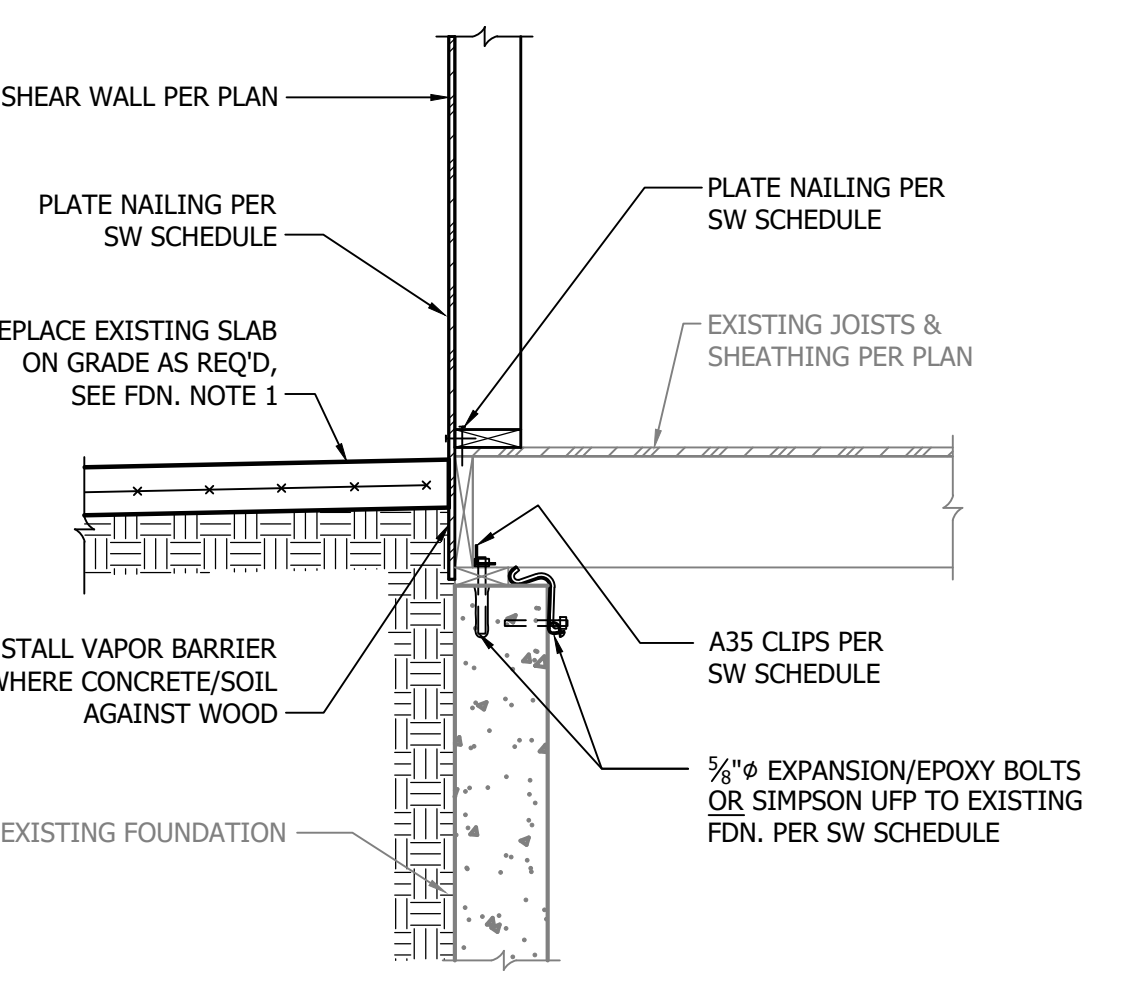 SHEAR WALL PER PLAN
PLATE NAILING PER
SW SCHEDULE
EPLACE EXISTING SLAB
ON GRADE AS REQ'D,
SEE FDN. NOTE 1
STALL VAPOR BARRIER
WHERE CONCRETE/SOIL
AGAINST WOOD
EXISTING FOUNDATION
PLATE NAILING PER
SW SCHEDULE
EXISTING JOISTS &
SHEATHING PER PLAN
A35 CLIPS PER
SW SCHEDULE
⅝"ø EXPANSION/EPOXY BOLTS
OR SIMPSON UFP TO EXISTING
FDN. PER SW SCHEDULE